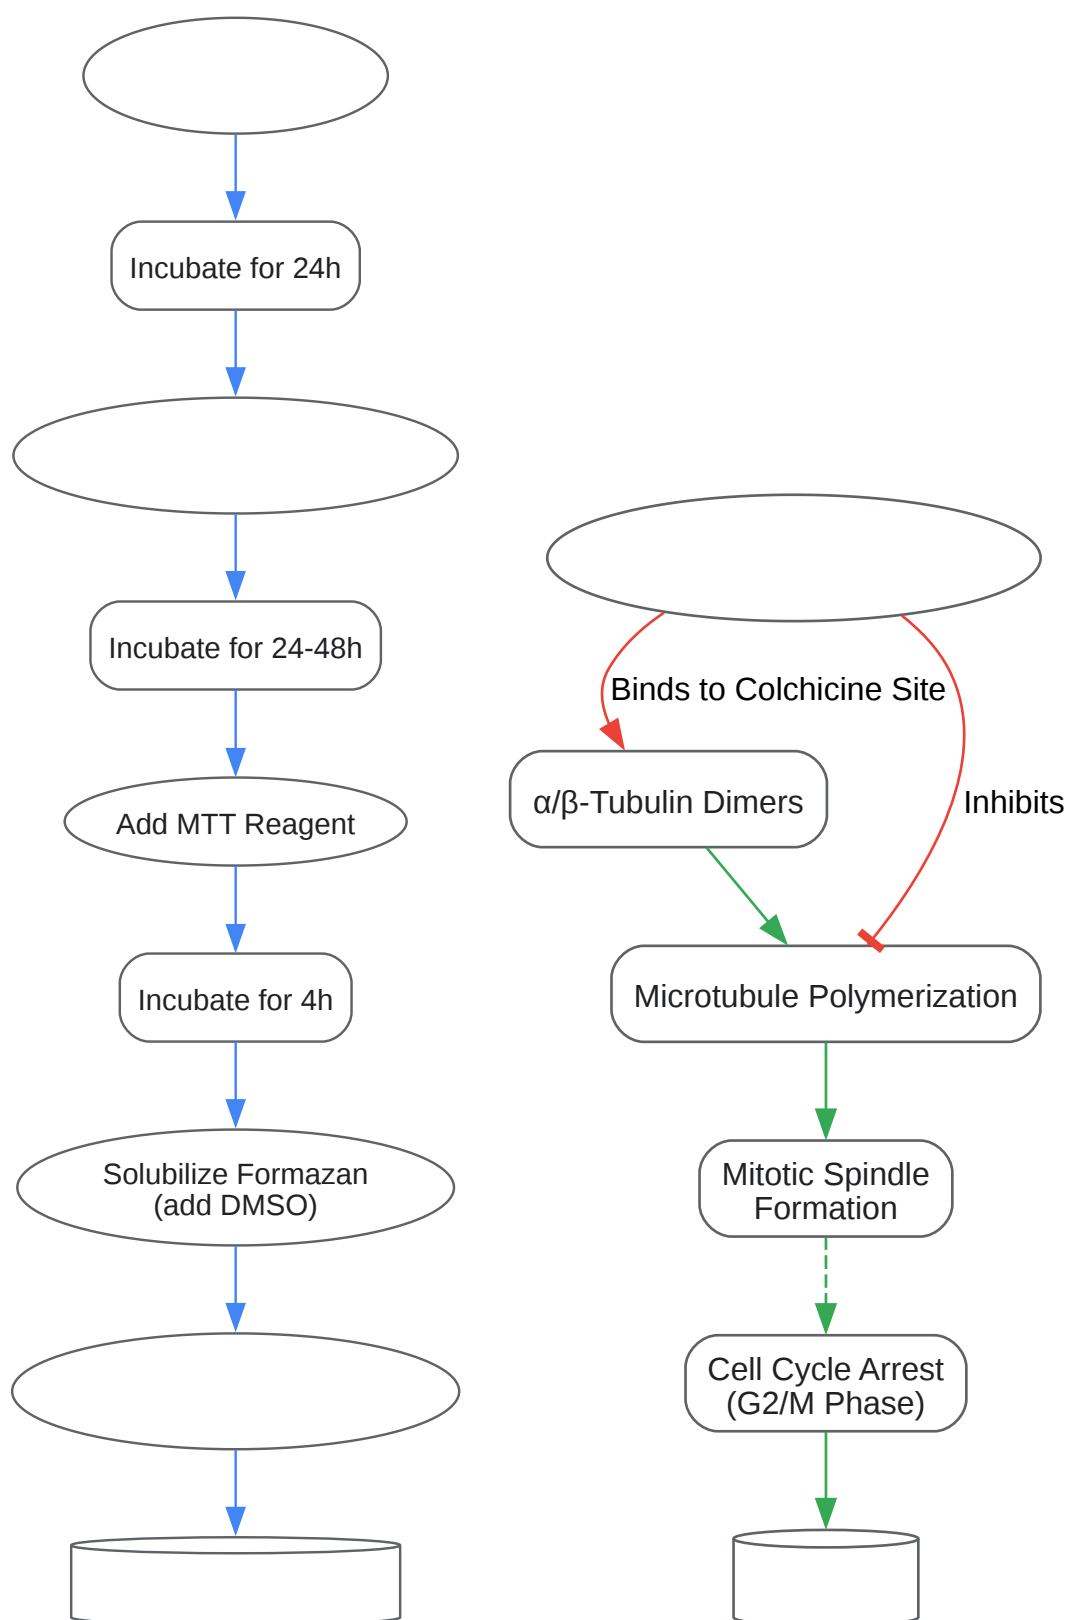 Incubate for 24h
Incubate for 24-48h
Add MTT Reagent
Incubate for 4h
Solubilize Formazan
(add DMSO)
Binds to Colchicine Site
α/β-Tubulin Dimers
Inhibits
Microtubule Polymerization
Mitotic Spindle
Formation
Cell Cycle Arrest
(G2/M Phase)